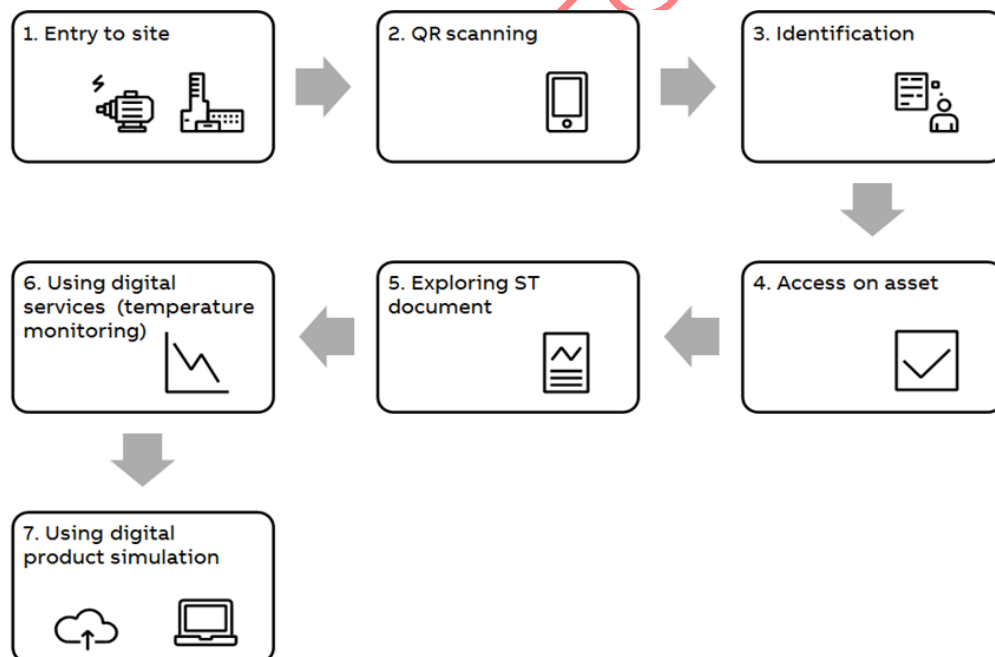 1. Entry to site
2. QR scanning
3. Identification
4. Access on asset
5. Exploring ST
document
6. Using digital
services (temperature
monitoring)
7. Using digital
product simulation